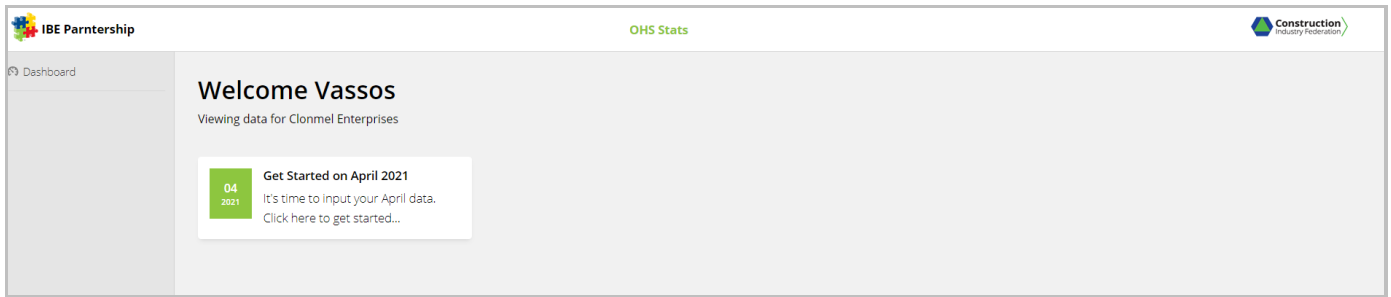 IBE Parntership
OHS Stats
Construction
Industry Federation
Dashboard
Welcome Vassos
Viewing data for Clonmel Enterprises
04
2021
Get Started on April 2021
It's time to input your April data.
Click here to get started...